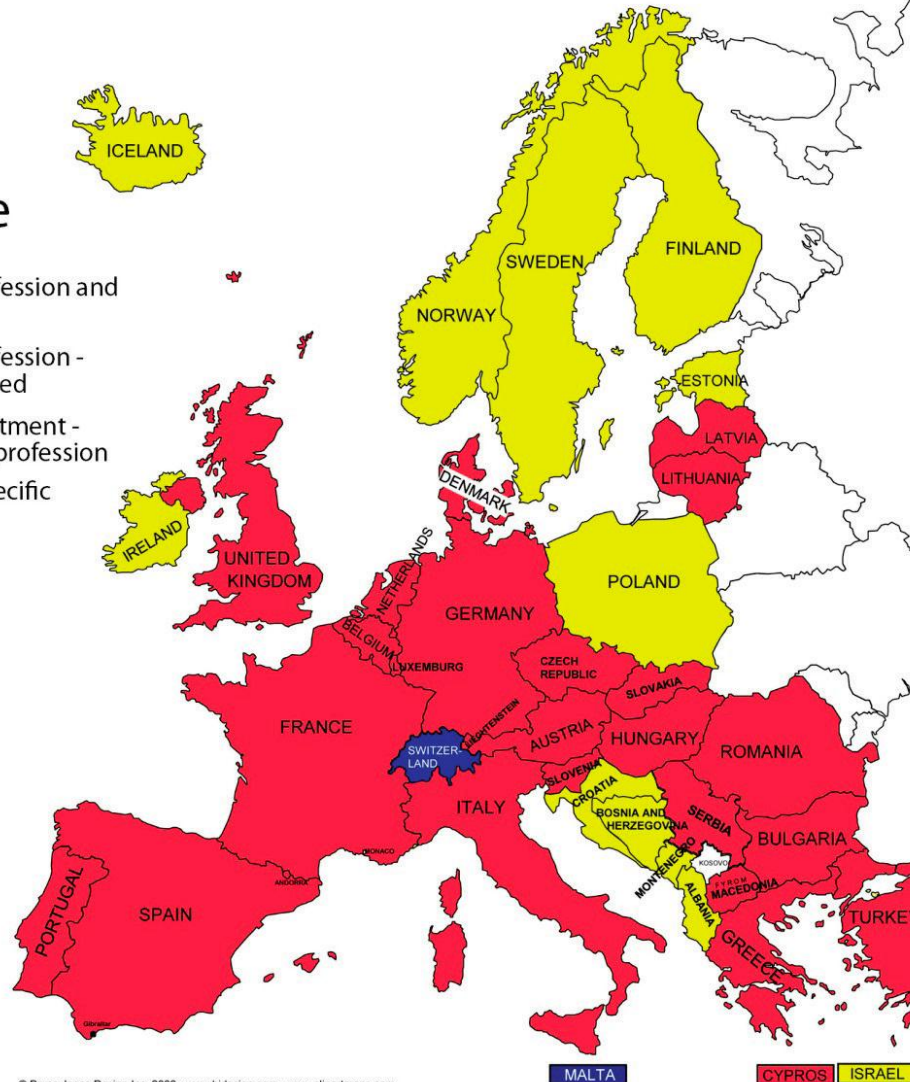 ICELAND
e
ession and
FINLAND
SWEDEN
NORWAY
ession -
ed
tment -
profession
ecific
ESTONIA
LATVIA
LITHUANIA
DENMARK
IRELAND
UNITED
KINGDOM
NETHERLANDS
BELGIUM
GERMANY
POLAND
LUXEMBURG
CZECH
REPUBLIC
SLOVAKIA
LIECHTENSTEIN
FRANCE
SWITZER-
LAND
AUSTRIA
HUNGARY
ROMANIA
SLOVENIA
CROATIA
ITALY
BOSNIA AND
HERZEGOVINA
SERBIA
BULGARIA
MONACO
MONTENEGRO
KOSOVO
ANDORRA
FYROM
MACEDONIA
ALBANIA
PORTUGAL
SPAIN
GREECE
TURKE
Gibraltar
MALTA
CYPROS
ISRAEL